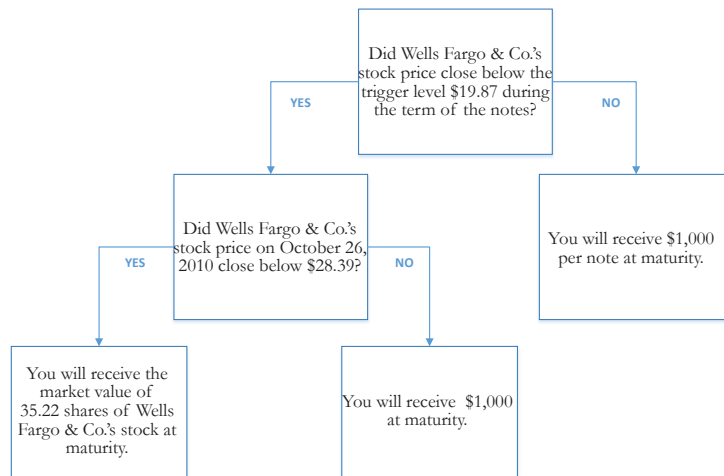 Did Wells Fargo & Co.'s
stock price close below the
trigger level $19.87 during
the term of the notes?
YES
NO
Did Wells Fargo & Co.'s
stock price on October 26,
2010 close below $28.39?
You will receive $1,000
per note at maturity.
YES
NO
You will receive the
market value of
35.22 shares of Wells
Fargo & Co.'s stock at
maturity.
You will receive $1,000
at maturity.